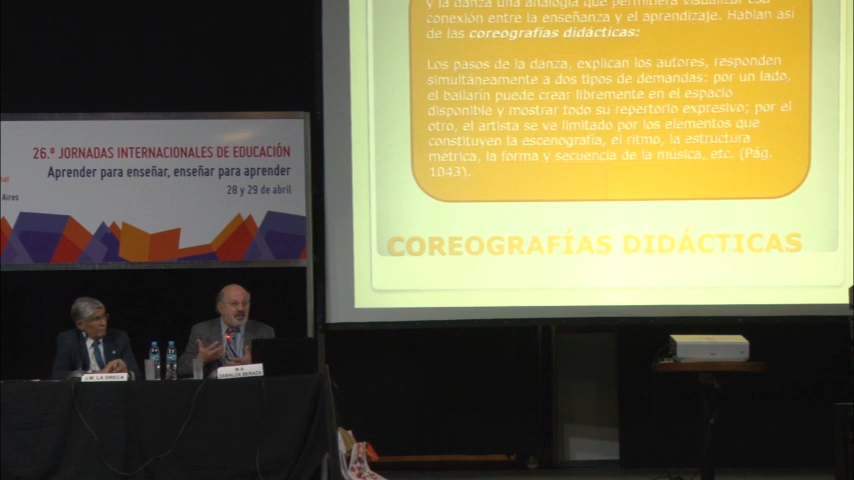 y la danza una analogía que permitiera visualizar esa
conexión entre la enseñanza y el aprendizaje. Hablan así
de las coreografías didácticas:
Los pasos de la danza, explican los autores, responden
simultáneamente a dos tipos de demandas: por un lado,
el bailarín puede crear libremente en el espacio
disponible y mostrar todo su repertorio expresivo; por el
otro, el artista se ve limitado por los elementos que
constituyen la escenografía, el ritmo, la estructura
métrica, la forma y secuencia de la música, etc. (Pág.
1043).
COREOGRAFÍAS DIDÁCTICAS
26.º JORNADAS INTERNACIONALES DE EDUCACIÓN
Aprender para enseñar, enseñar para aprender
28 y 29 de abril
Aires
J.M. LA GRECA
M.A
ZABALZA BERAZA